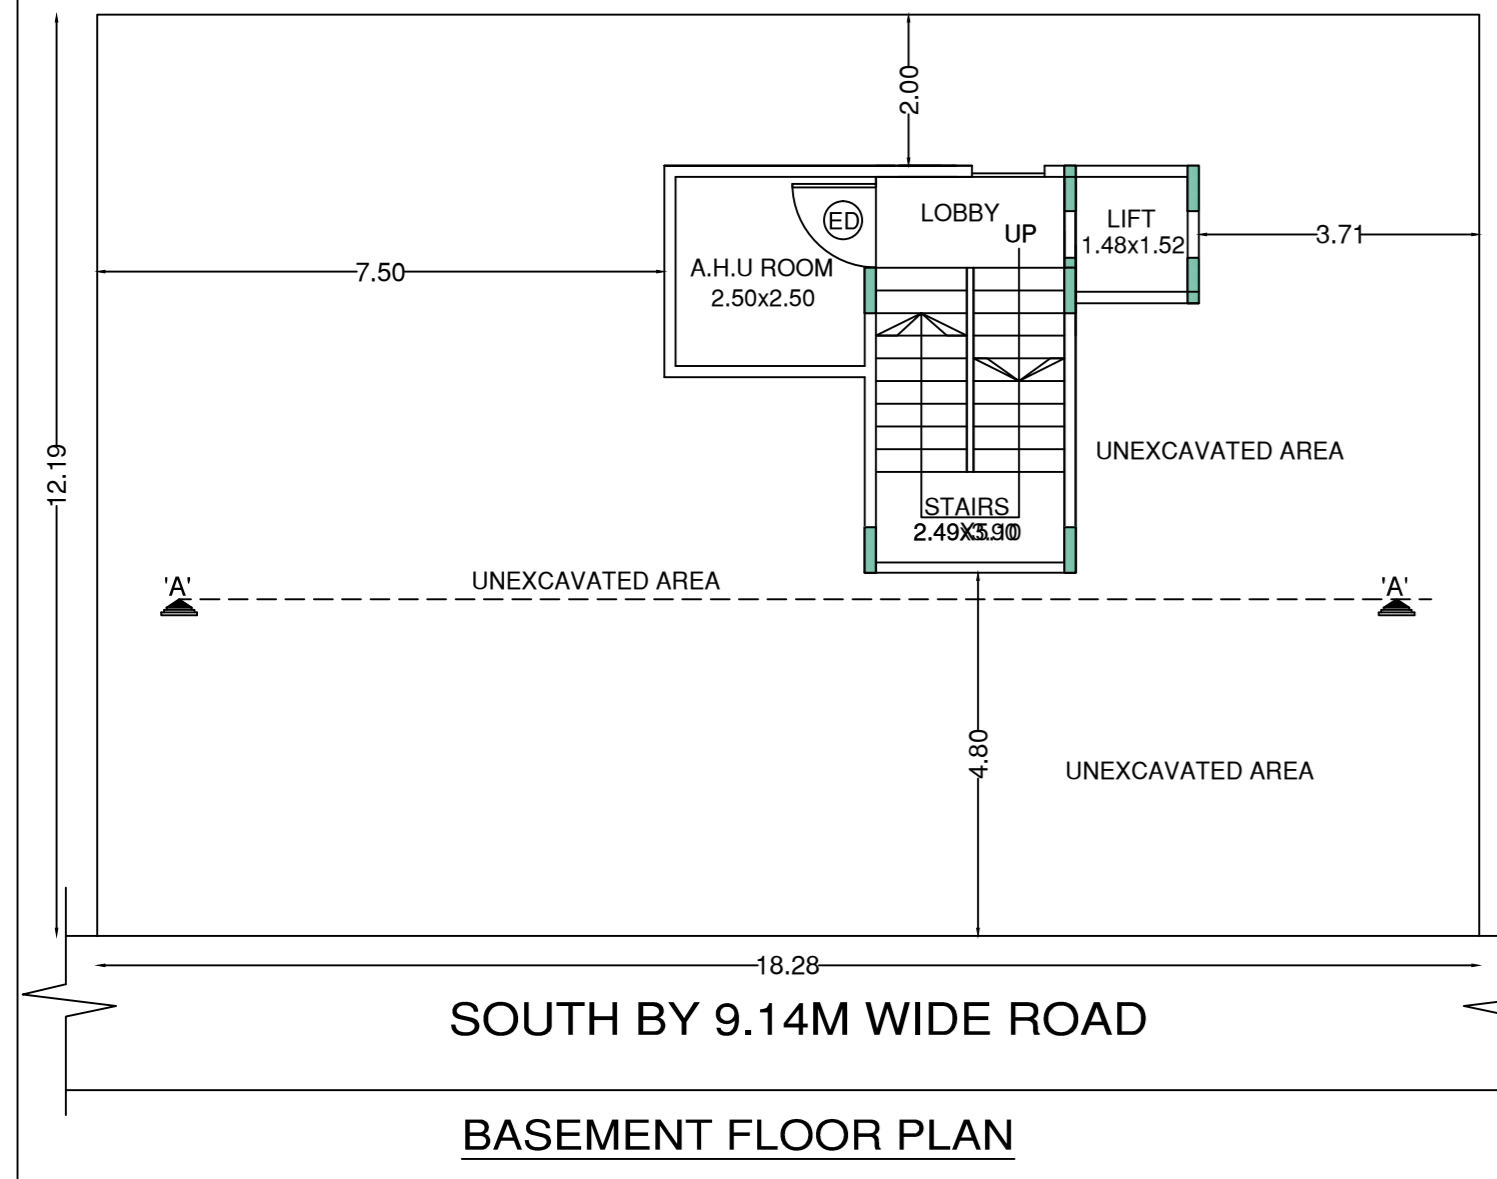 2.00
LOBBY
UP
ED
LIFT
1.48x1.52
3.71
7.50
A.H.U ROOM
2.50x2.50
12.19
UNEXCAVATED AREA
STAIRS
'A'
UNEXCAVATED AREA
'A'
4.80
UNEXCAVATED AREA
18.28
SOUTH BY 9.14M WIDE ROAD
BASEMENT FLOOR PLAN